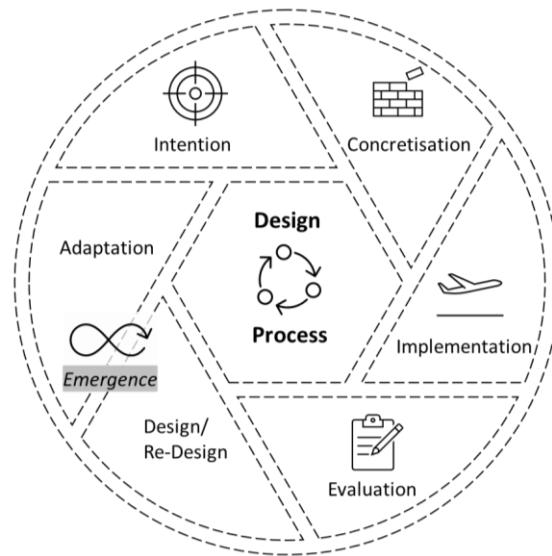 Intention
Concretisation
Design
Process
Adaptation
Emergence
Implementation
Design/
Re-Design
Evaluation